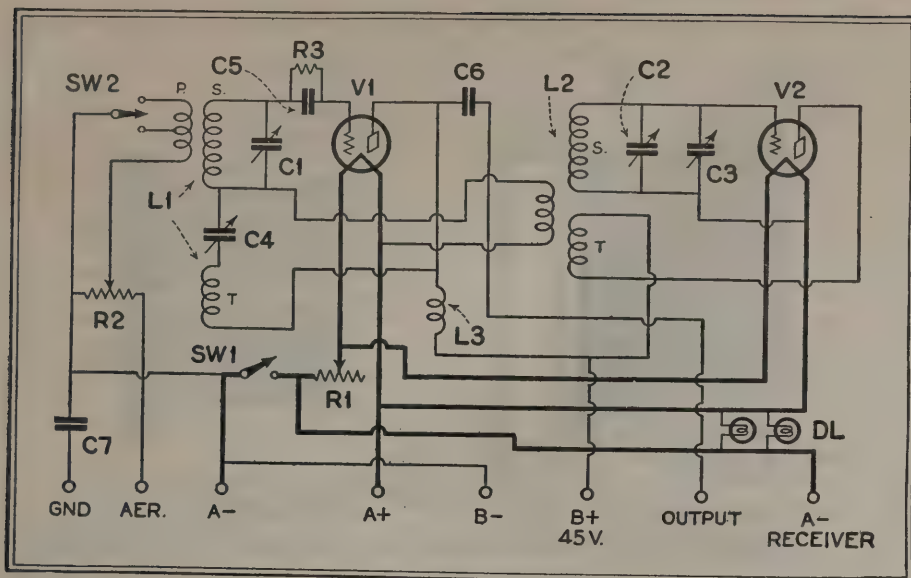 R3
C5
C6
L2
C2
SW2
P.
S.
V1
V2
C1
S.
C3
L1
C4
T
T
R2
L3
SW1
R1
C7
DL
GND
AER.
A-
A+
B-
B+
45 V.
OUTPUT
A-
RECEIVER